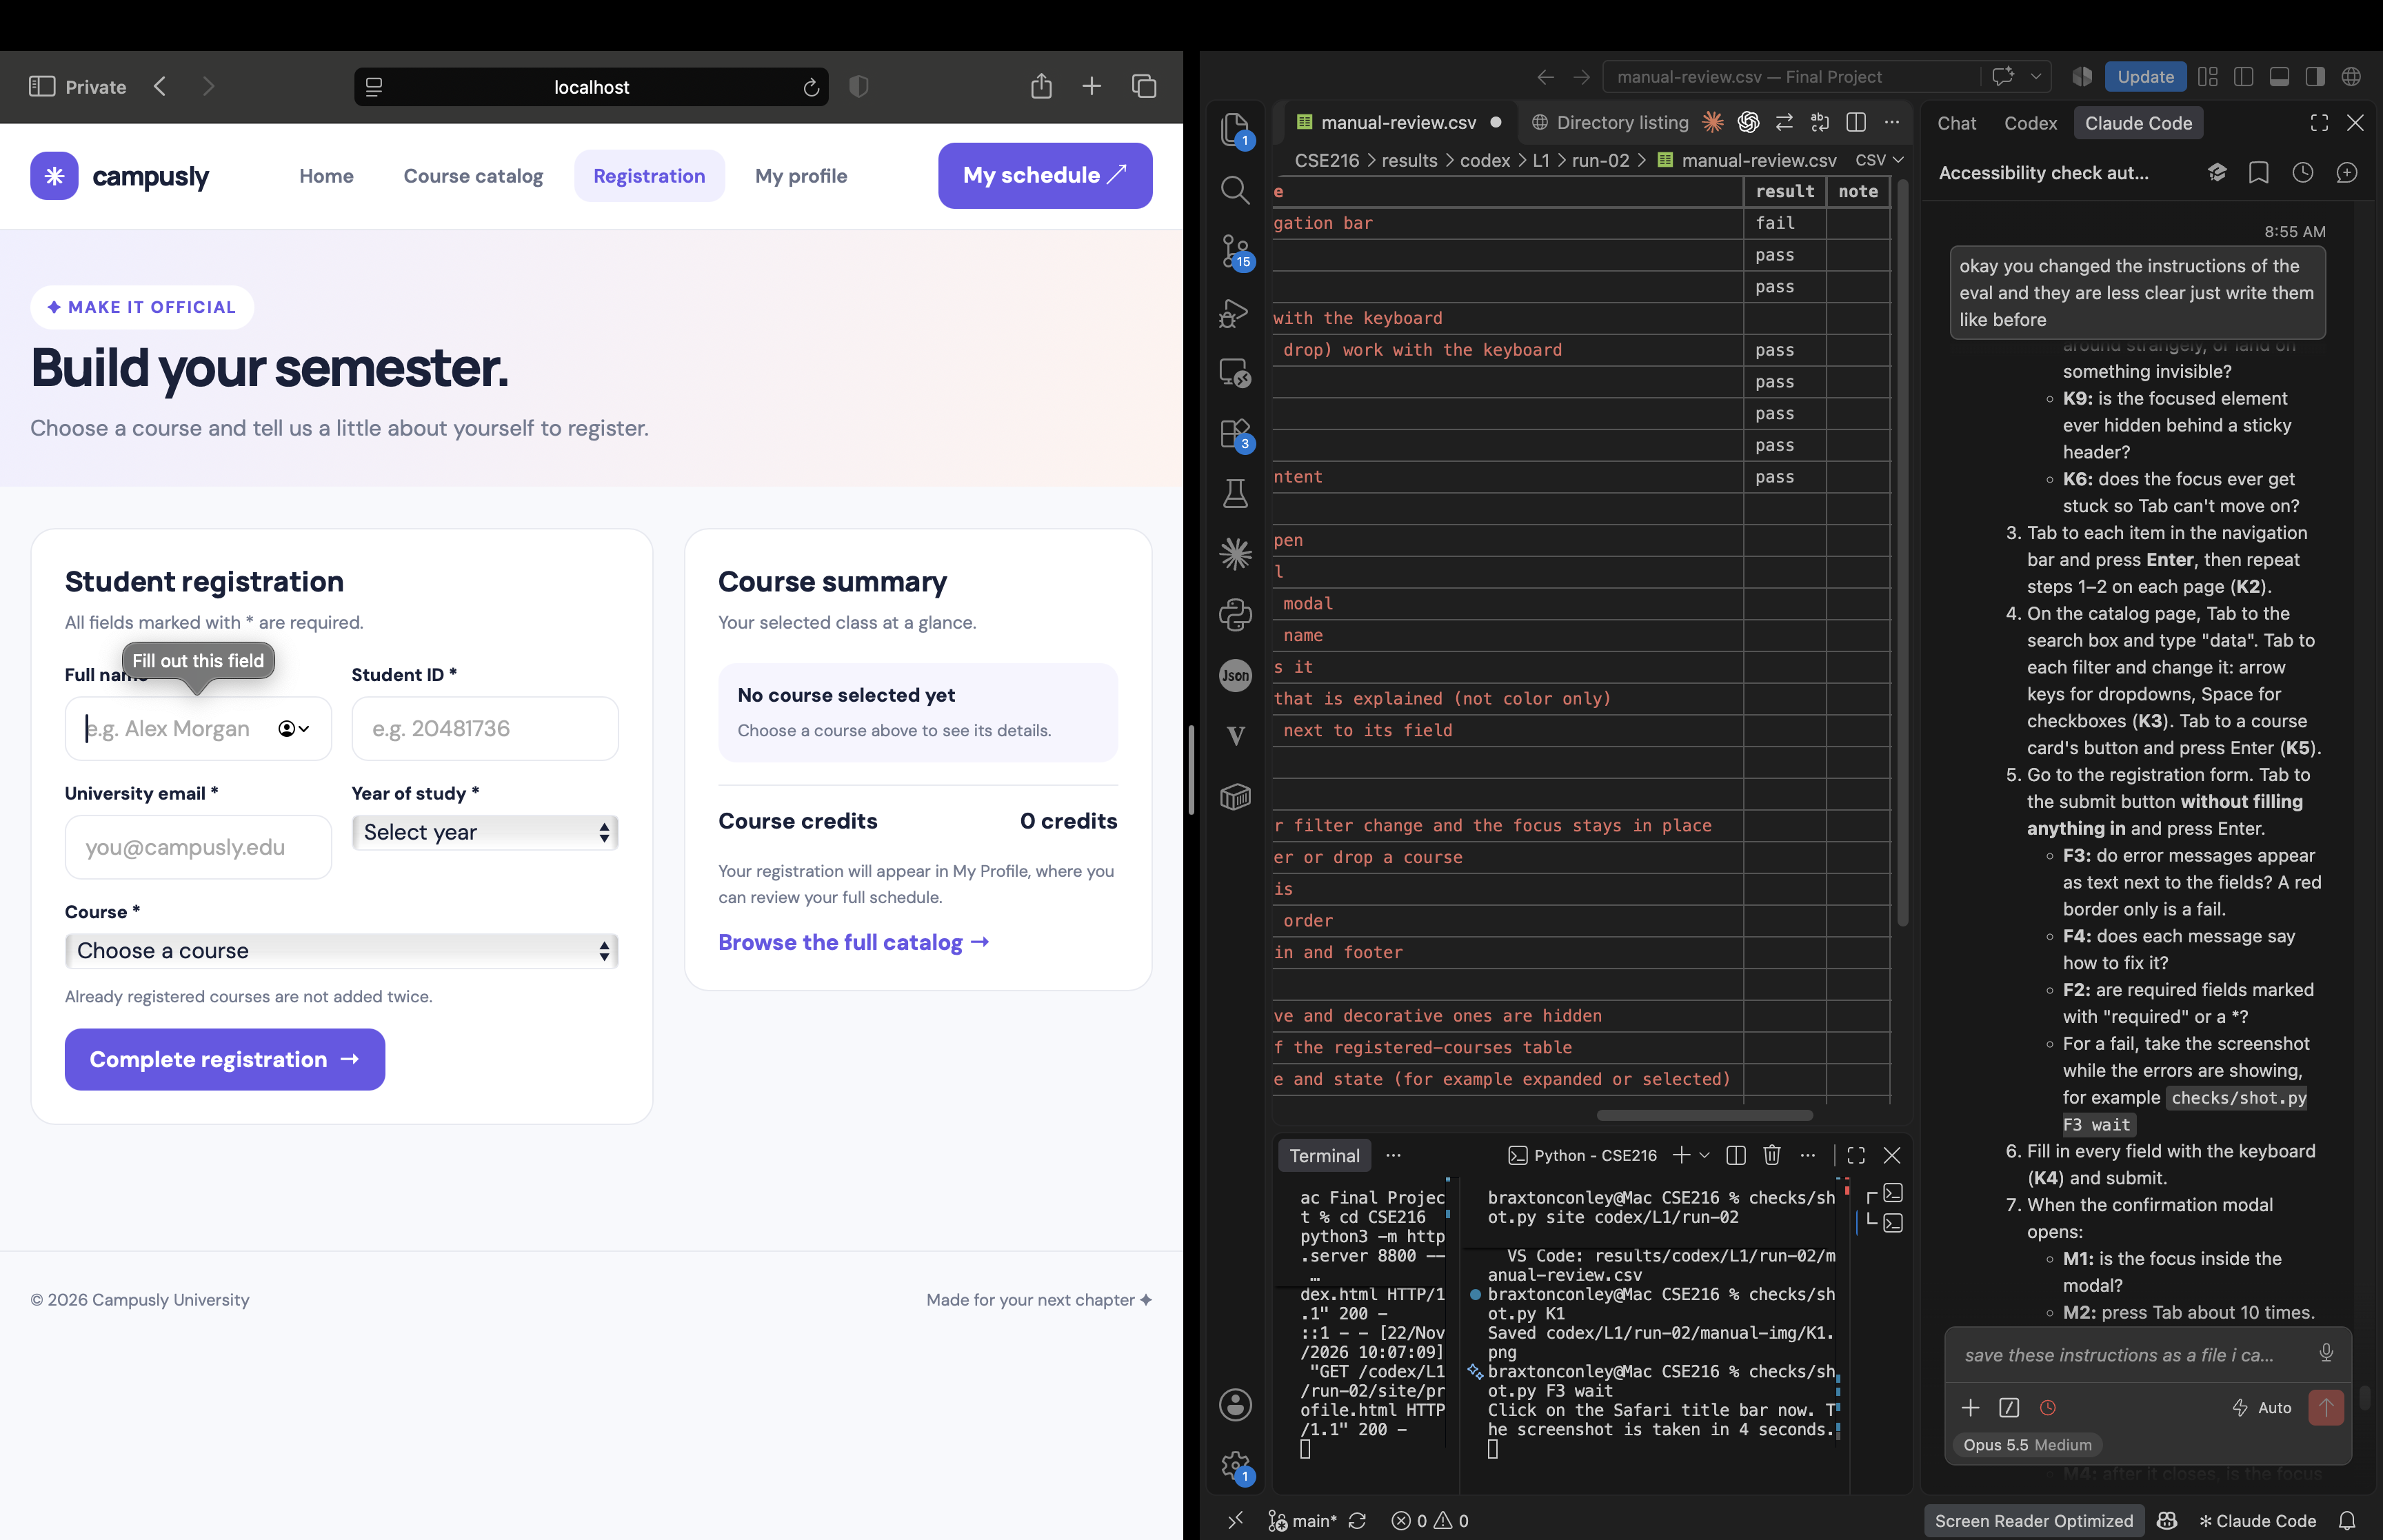 Private
localhost
campusly
Home
Course catalog
Registration
My profile
My schedule ↗
✦ MAKE IT OFFICIAL
Build your semester.
Choose a course and tell us a little about yourself to register.
Student registration
All fields marked with * are required.
Fill out this field
Full name
Student ID *
e.g. Alex Morgan
e.g. 20481736
University email *
Year of study *
you@campusly.edu
Select year
Course *
Choose a course
Already registered courses are not added twice.
Complete registration →
Course summary
Your selected class at a glance.
No course selected yet
Choose a course above to see its details.
Course credits
0 credits
Your registration will appear in My Profile, where you
can review your full schedule.
Browse the full catalog →
© 2026 Campusly University
Made for your next chapter ✦
manual-review.csv — Final Project
Update
1
15
3
Json
V
1
manual-review.csv
Directory listing
CSE216 > results > codex > L1 > run-02 > manual-review.csv
CSV
e
result
note
gation bar
fail
pass
pass
with the keyboard
drop) work with the keyboard
pass
pass
pass
pass
ntent
pass
pen
l
modal
name
s it
that is explained (not color only)
next to its field
r filter change and the focus stays in place
er or drop a course
is
order
in and footer
ve and decorative ones are hidden
f the registered-courses table
e and state (for example expanded or selected)
Terminal
Python - CSE216
ac Final Projec
t % cd CSE216
python3 -m http
.server 8800 --
…
dex.html HTTP/1
.1" 200 -
::1 - - [22/Nov
/2026 10:07:09]
"GET /codex/L1
/run-02/site/pr
ofile.html HTTP
/1.1" 200 -
braxtonconley@Mac CSE216 % checks/sh
ot.py site codex/L1/run-02
VS Code: results/codex/L1/run-02/m
anual-review.csv
braxtonconley@Mac CSE216 % checks/sh
ot.py K1
Saved codex/L1/run-02/manual-img/K1.
png
braxtonconley@Mac CSE216 % checks/sh
ot.py F3 wait
Click on the Safari title bar now. T
he screenshot is taken in 4 seconds.
Chat
Codex
Claude Code
Accessibility check aut...
8:55 AM
okay you changed the instructions of the
eval and they are less clear just write them
like before
around strangely, or land on
something invisible?
K9: is the focused element
ever hidden behind a sticky
header?
K6: does the focus ever get
stuck so Tab can't move on?
3. Tab to each item in the navigation
bar and press Enter, then repeat
steps 1–2 on each page (K2).
4. On the catalog page, Tab to the
search box and type "data". Tab to
each filter and change it: arrow
keys for dropdowns, Space for
checkboxes (K3). Tab to a course
card's button and press Enter (K5).
5. Go to the registration form. Tab to
the submit button without filling
anything in and press Enter.
F3: do error messages appear
as text next to the fields? A red
border only is a fail.
F4: does each message say
how to fix it?
F2: are required fields marked
with "required" or a *?
For a fail, take the screenshot
while the errors are showing,
for example checks/shot.py
F3 wait
6. Fill in every field with the keyboard
(K4) and submit.
7. When the confirmation modal
opens:
M1: is the focus inside the
modal?
M2: press Tab about 10 times.
save these instructions as a file i ca...
Auto
Opus 5.5 Medium
M4: after it closes, is the focus
main*
0
0
Screen Reader Optimized
Claude Code